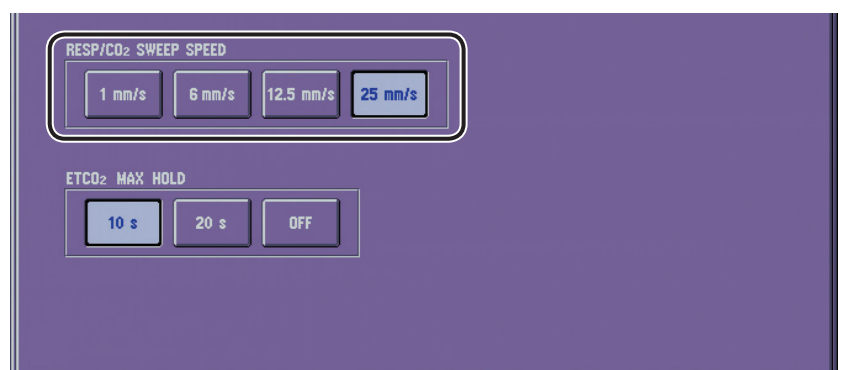 RESP/CO₂ SWEEP SPEED
1 mm/s 6 mm/s 12.5 mm/s 25 mm/s
ETCO₂ MAX HOLD
10 s 20 s OFF